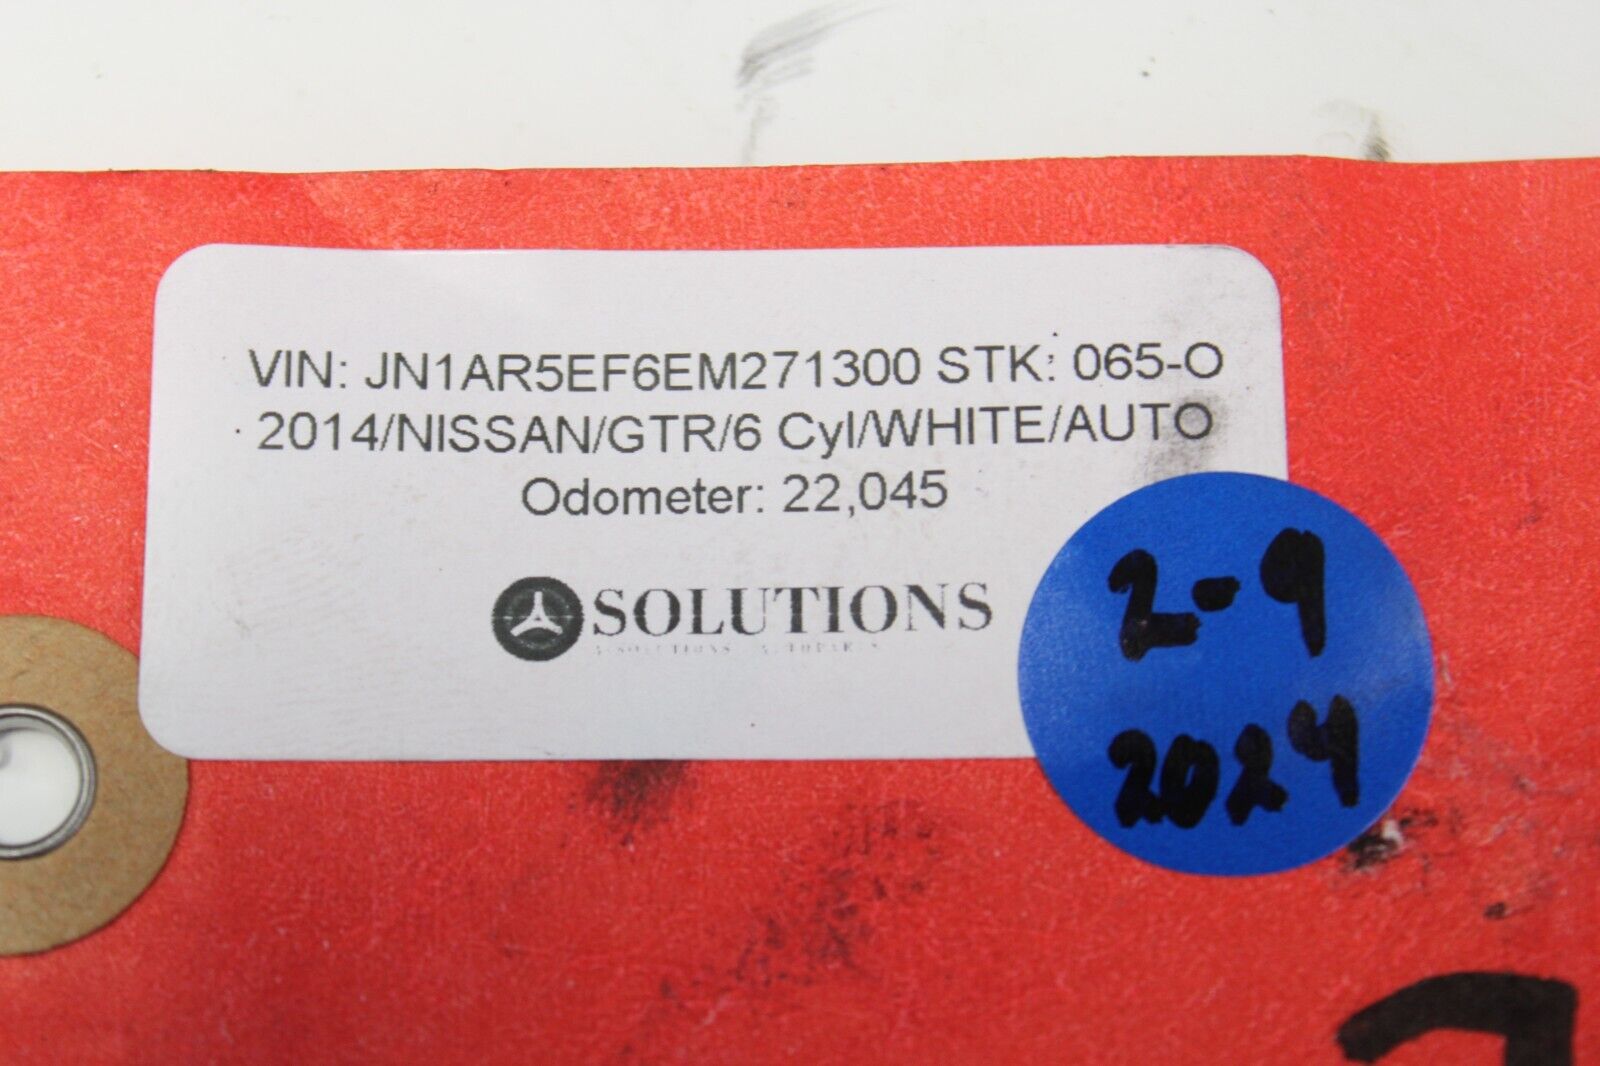 VIN: JN1AR5EF6EM271300 STK: 065-O
2014/NISSAN/GTR/6 Cyl/WHITE/AUTO
Odometer: 22,045
SOLUTIONS
2-9
2024